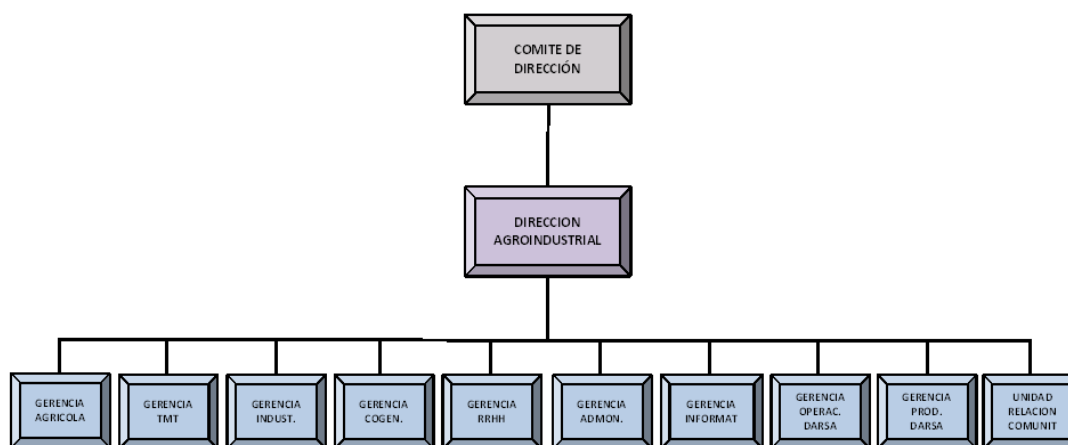 COMITE DE
DIRECCIÓN
DIRECCION
AGROINDUSTRIAL
GERENCIA
AGRICOLA
GERENCIA
TMT
GERENCIA
INDUST.
GERENCIA
COGEN.
GERENCIA
RRHH
GERENCIA
ADMON.
GERENCIA
INFORMAT
GERENCIA
OPERAC.
DARSA
GERENCIA
PROD.
DARSA
UNIDAD
RELACION
COMUNIT